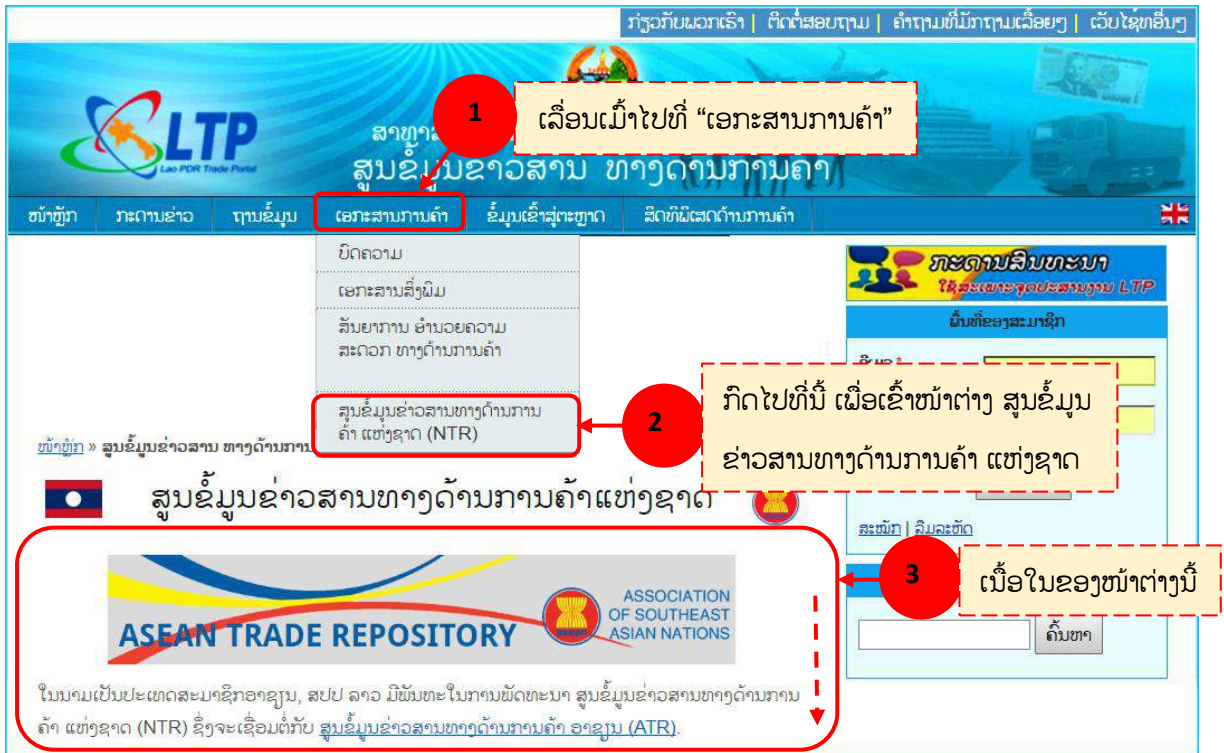 ກ່ຽວກັບພວກເຮົາ | ຕິດຕໍ່ສອບຖາມ | ຄຳຖາມທີ່ມັກຖາມເລື້ອຍໆ | ເວັບໄຊທ໌ອື່ນໆ
1
ເລື່ອນເມົ້າໄປທີ່ “ເອກະສານການຄ້າ”
LTP
Lao PDR Trade Portal
ສູນຂໍ້ມູນຂ່າວສານ ທາງດ້ານການຄ້າ
ໜ້າຫຼັກ ກະດານຂ່າວ ຖານຂໍ້ມູນ ເອກະສານການຄ້າ ຂໍ້ມູນເຂົ້າສູ່ຕະຫຼາດ ສິດທິພິເສດດ້ານການຄ້າ
ບົດຄວາມ
ເອກະສານສິ່ງພິມ
ສັນຍາການ ອຳນວຍຄວາມ
ສະດວກ ທາງດ້ານການຄ້າ
ສູນຂໍ້ມູນຂ່າວສານທາງດ້ານການ
ຄ້າ ແຫ່ງຊາດ (NTR)
ກະດານສົນທະນາ
ໃຊ້ສະເພາະຈຸດປະສານງານ LTP
ພື້ນທີ່ຂອງສະມາຊິກ
2
ກົດໄປທີ່ນີ້ ເພື່ອເຂົ້າໜ້າຕ່າງ ສູນຂໍ້ມູນ
ຂ່າວສານທາງດ້ານການຄ້າ ແຫ່ງຊາດ
ສະໝັກ | ລືມລະຫັດ
ໜ້າຫຼັກ » ສູນຂໍ້ມູນຂ່າວສານ ທາງດ້ານການ
ສູນຂໍ້ມູນຂ່າວສານທາງດ້ານການຄ້າແຫ່ງຊາດ
3
ເນື້ອໃນຂອງໜ້າຕ່າງນີ້
ຄົ້ນຫາ
ASEAN TRADE REPOSITORY
asean
ASSOCIATION
OF SOUTHEAST
ASIAN NATIONS
ໃນນາມເປັນປະເທດສະມາຊິກອາຊຽນ, ສປປ ລາວ ມີພັນທະໃນການພັດທະນາ ສູນຂໍ້ມູນຂ່າວສານທາງດ້ານການ
ຄ້າ ແຫ່ງຊາດ (NTR) ຊຶ່ງຈະເຊື່ອມຕໍ່ກັບ ສູນຂໍ້ມູນຂ່າວສານທາງດ້ານການຄ້າ ອາຊຽນ (ATR).